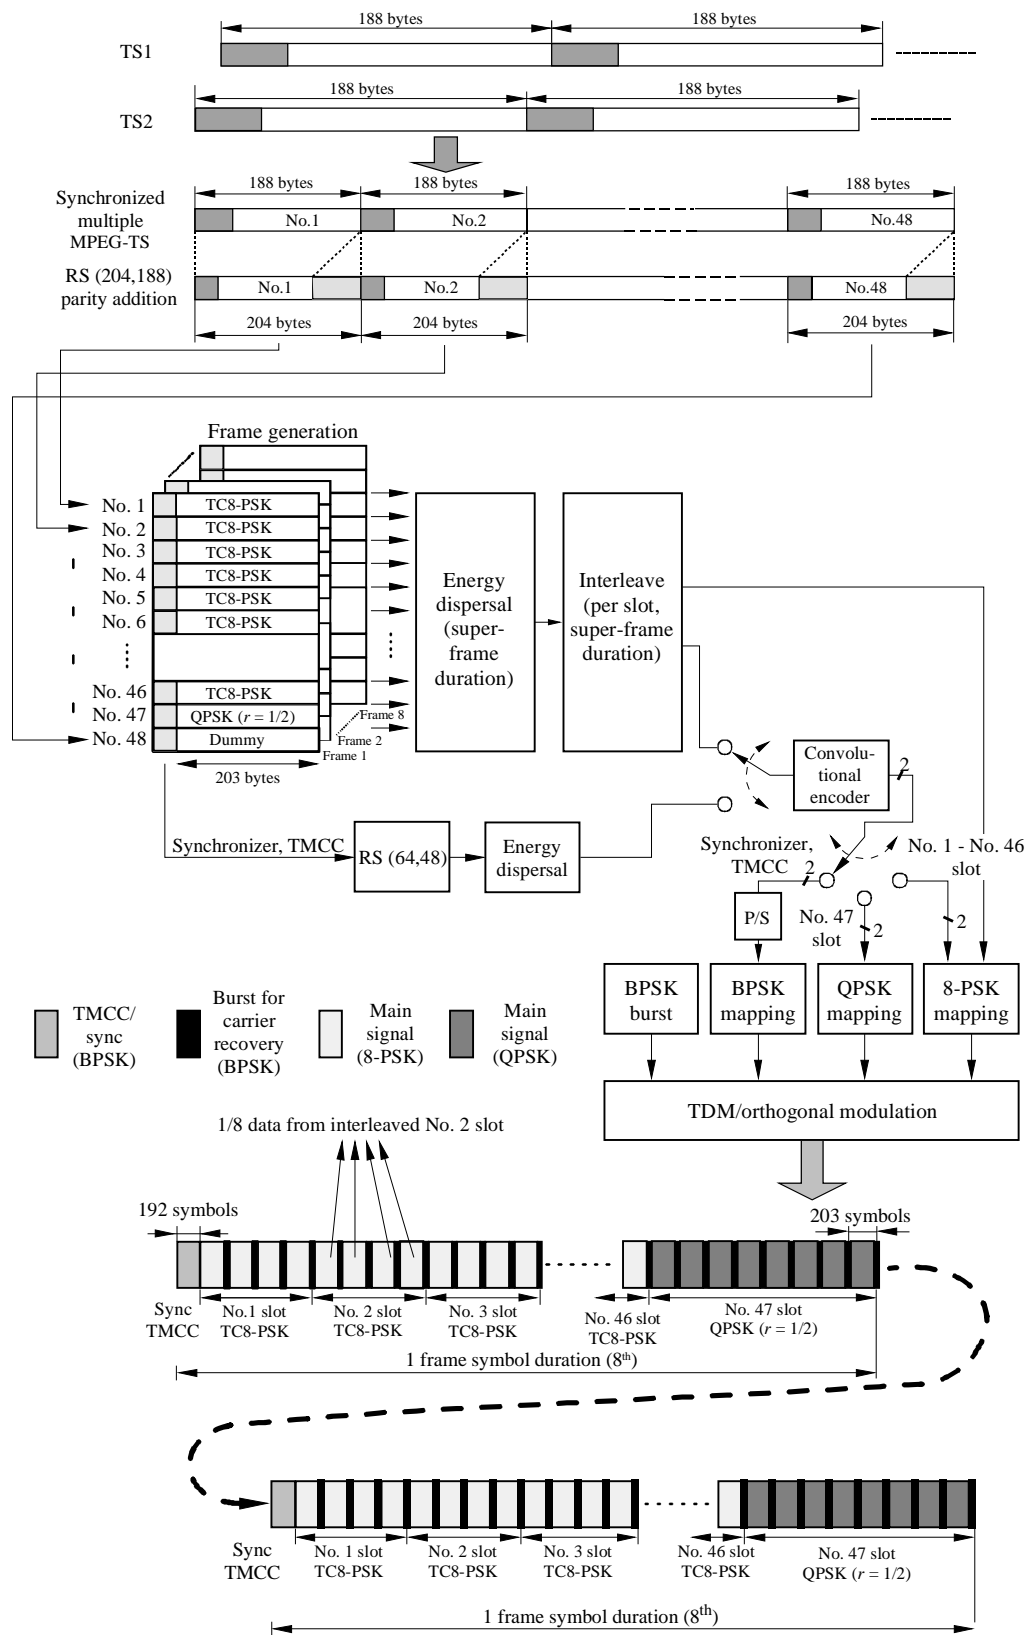 188 bytes
188 bytes
TS1
188 bytes
188 bytes
TS2
Synchronized
multiple
MPEG-TS
188 bytes
188 bytes
188 bytes
No.1
No.2
No.48
RS (204,188)
parity addition
No.1
No.2
No.48
204 bytes
204 bytes
204 bytes
Frame generation
No. 1
TC8-PSK
No. 2
TC8-PSK
No. 3
TC8-PSK
No. 4
TC8-PSK
No. 5
TC8-PSK
No. 6
TC8-PSK
No. 46
TC8-PSK
No. 47
QPSK (r = 1/2)
No. 48
Dummy
Frame 8
Frame 2
Frame 1
203 bytes
Energy
dispersal
(super-
frame
duration)
Interleave
(per slot,
super-frame
duration)
Convolu-
tional
encoder
2
Synchronizer, TMCC
RS (64,48)
Energy
dispersal
Synchronizer,
TMCC
2
No. 1 - No. 46
slot
P/S
No. 47
slot
2
2
BPSK
burst
BPSK
mapping
QPSK
mapping
8-PSK
mapping
TMCC/
sync
(BPSK)
Burst for
carrier
recovery
(BPSK)
Main
signal
(8-PSK)
Main
signal
(QPSK)
TDM/orthogonal modulation
1/8 data from interleaved No. 2 slot
192 symbols
203 symbols
Sync
TMCC
No.1 slot
TC8-PSK
No. 2 slot
TC8-PSK
No. 3 slot
TC8-PSK
No. 46 slot
TC8-PSK
No. 47 slot
QPSK (r = 1/2)
1 frame symbol duration (8th)
Sync
TMCC
No. 1 slot
TC8-PSK
No. 2 slot
TC8-PSK
No. 3 slot
TC8-PSK
No. 46 slot
TC8-PSK
No. 47 slot
QPSK (r = 1/2)
1 frame symbol duration (8th)